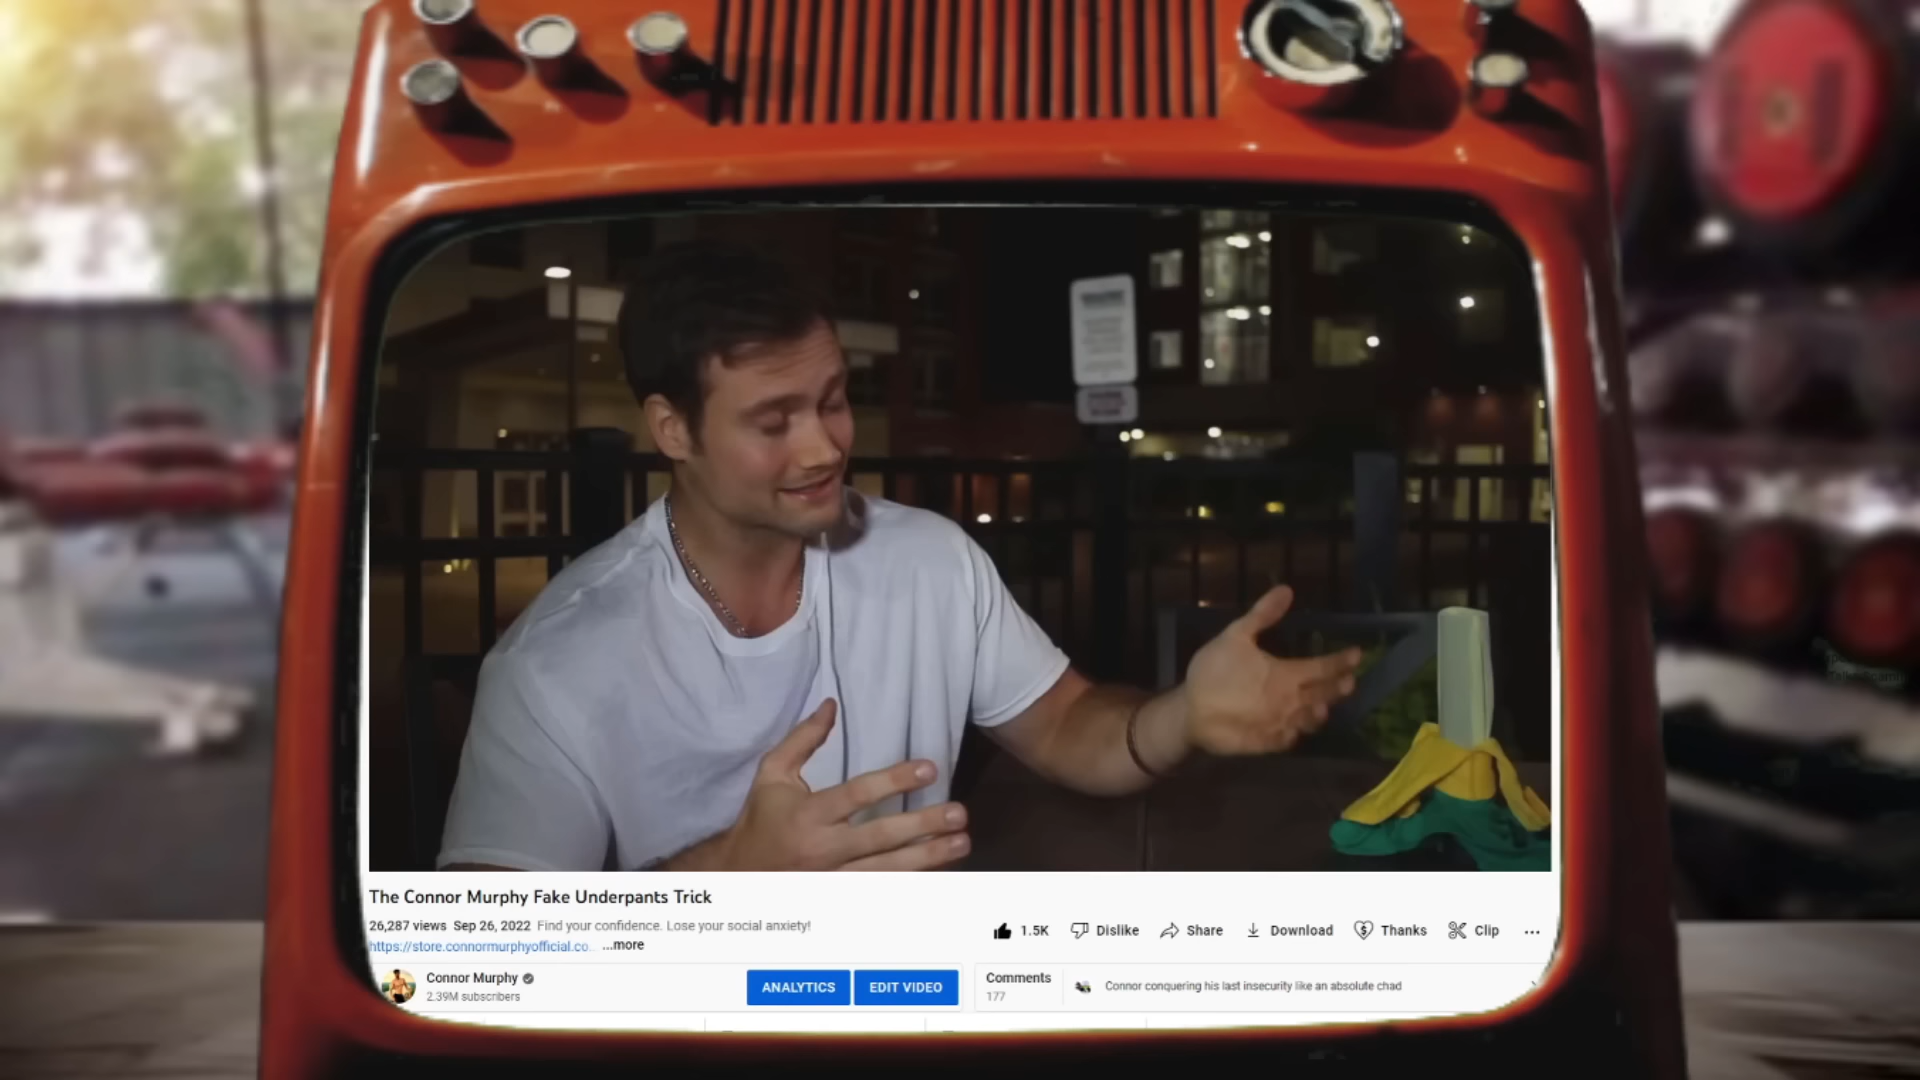 The Connor Murphy Fake Underpants Trick
26,287 views Sep 26, 2022 Find your confidence. Lose your social anxiety!
https://store.connormurphyofficial.co... ...more
1.5K Dislike Share Download Thanks Clip ...
Connor Murphy
2.39M subscribers
ANALYTICS EDIT VIDEO
Comments
177
Connor conquering his last insecurity like an absolute chad